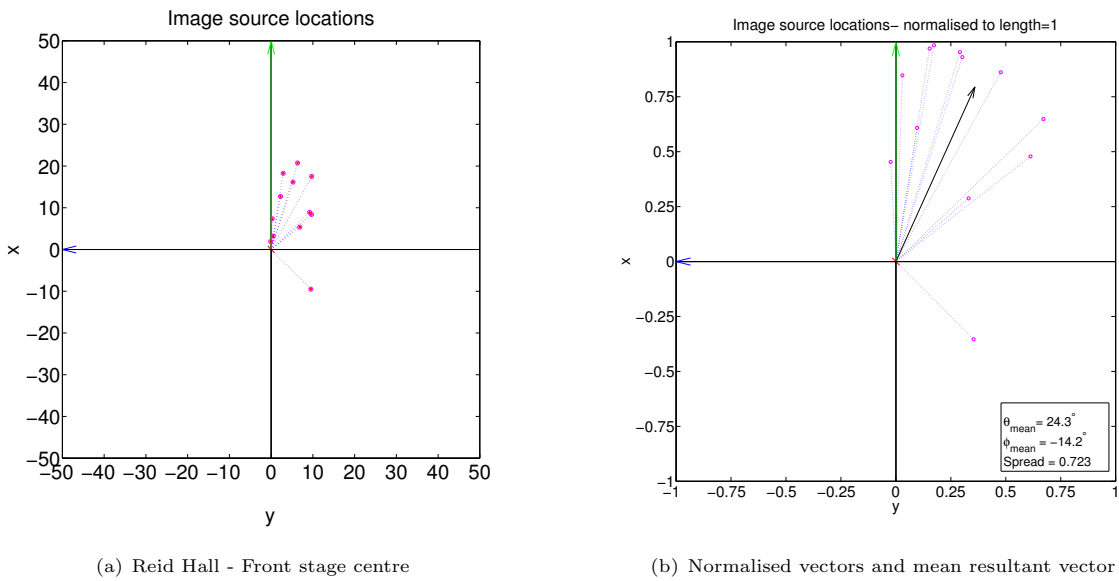 Image source locations
50
40
30
20
10
0
−10
−20
−30
−40
−50
x
−50 −40 −30 −20 −10 0 10 20 30 40 50
y
(a) Reid Hall - Front stage centre
Image source locations− normalised to length=1
1
0.75
0.5
0.25
0
−0.25
−0.5
−0.75
−1
x
θmean= 24.3°
ϕmean= −14.2°
Spread = 0.723
−1 −0.75 −0.5 −0.25 0 0.25 0.5 0.75 1
y
(b) Normalised vectors and mean resultant vector